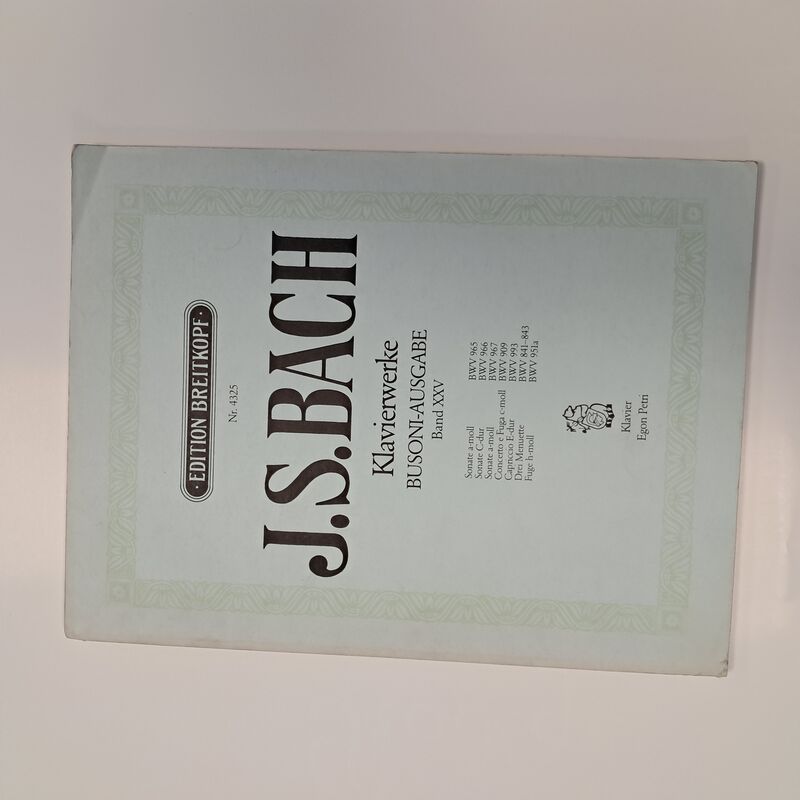 · EDITION BREITKOPF ·
Nr. 4325
J.S.BACH
Klavierwerke
BUSONI-AUSGABE
Band XXV
Sonate a-moll BWV 965
Sonate C-dur BWV 966
Sonate a-moll BWV 967
Concerto e Fuga c-moll BWV 909
Capriccio E-dur BWV 993
Drei Menuette BWV 841–843
Fuge h-moll BWV 951a
Klavier
Egon Petri